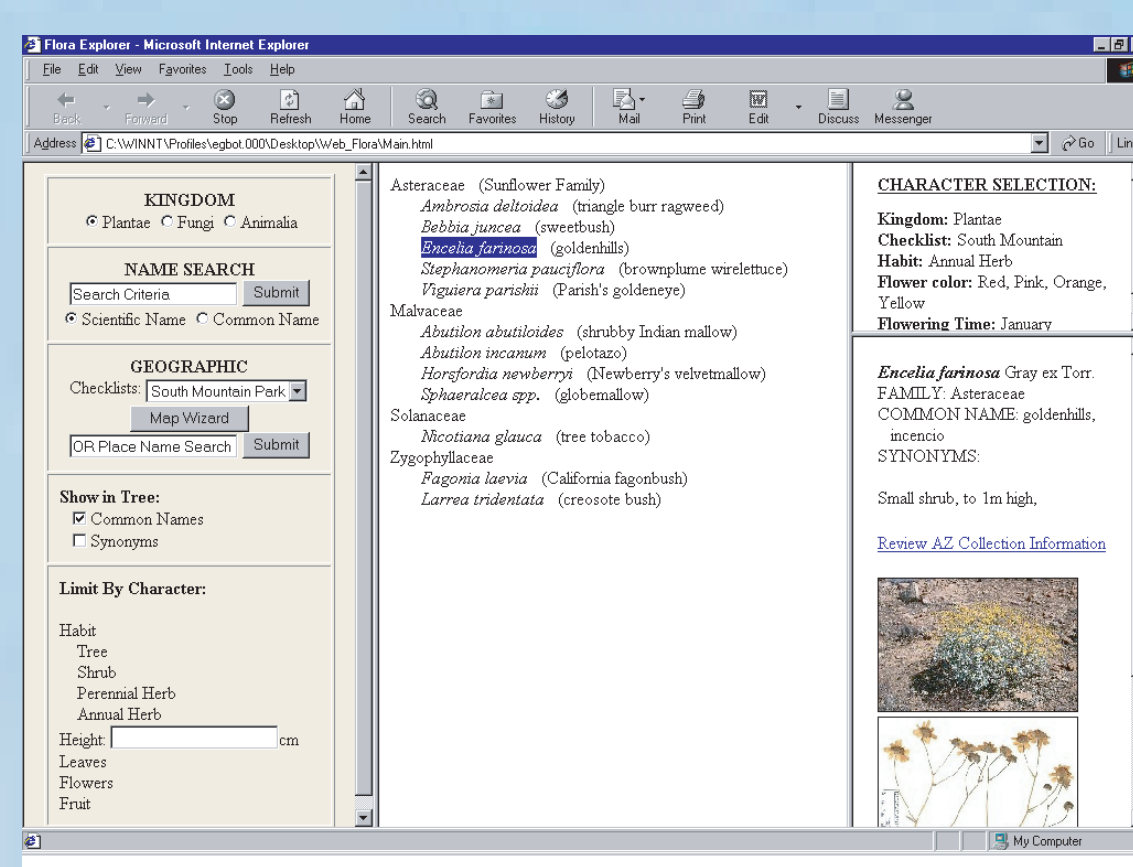 Flora Explorer - Microsoft Internet Explorer
File Edit View Favorites Tools Help
Back Forward Stop Refresh Home Search Favorites History Mail Print Edit Discuss Messenger
Address C:\WINNT\Profiles\egbot.000\Desktop\Web_Flora\Main.html Go Lin
KINGDOM
Plantae Fungi Animalia
NAME SEARCH
Search Criteria Submit
Scientific Name Common Name
GEOGRAPHIC
Checklists: South Mountain Park
Map Wizard
OR Place Name Search Submit
Show in Tree:
Common Names
Synonyms
Limit By Character:
Habit
Tree
Shrub
Perennial Herb
Annual Herb
Height: cm
Leaves
Flowers
Fruit
Asteraceae (Sunflower Family)
Ambrosia deltoidea (triangle burr ragweed)
Bebbia juncea (sweetbush)
Encelia farinosa (goldenhills)
Stephanomeria pauciflora (brownplume wirelettuce)
Viguiera parishii (Parish's goldeneye)
Malvaceae
Abutilon abutiloides (shrubby Indian mallow)
Abutilon incanum (pelotazo)
Horsfordia newberryi (Newberry's velvetmallow)
Sphaeralcea spp. (globemallow)
Solanaceae
Nicotiana glauca (tree tobacco)
Zygophyllaceae
Fagonia laevia (California fagonbush)
Larrea tridentata (creosote bush)
CHARACTER SELECTION:
Kingdom: Plantae
Checklist: South Mountain
Habit: Annual Herb
Flower color: Red, Pink, Orange,
Yellow
Flowering Time: January
Encelia farinosa Gray ex Torr.
FAMILY: Asteraceae
COMMON NAME: goldenhills,
incencio
SYNONYMS:
Small shrub, to 1m high,
Review AZ Collection Information
My Computer